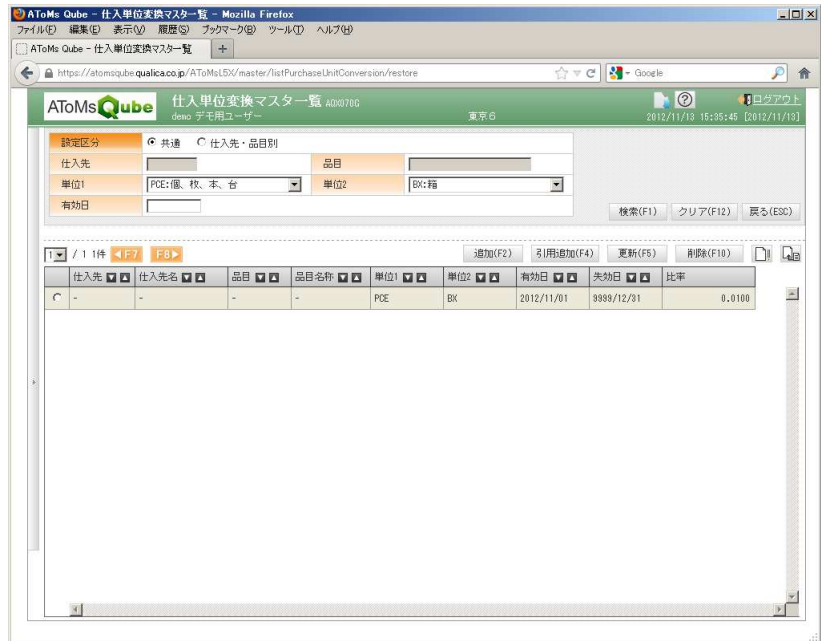 AToMs Qube - 仕入単位変換マスタ一覧 - Mozilla Firefox
ファイル(F) 編集(E) 表示(V) 履歴(S) ブックマーク(B) ツール(T) ヘルプ(H)
AToMs Qube - 仕入単位変換マスタ一覧 +
https://atomsqube.qualica.co.jp/AToMsL5X/master/listPurchaseUnitConversion/restore Google
AToMs Qube 仕入単位変換マスタ一覧 AQX070G ログアウト
demo デモ用ユーザー 東京6 2012/11/13 15:35:45 [2012/11/13]
設定区分 共通 仕入先・品目別
仕入先 品目
単位1 PCE:個、枚、本、台 単位2 BX:箱
有効日
検索(F1) クリア(F12) 戻る(ESC)
1 / 1 1件 F7 F8 追加(F2) 引用追加(F4) 更新(F5) 削除(F10)
仕入先 仕入先名 品目 品目名称 単位1 単位2 有効日 失効日 比率
- - - - PCE BX 2012/11/01 9999/12/31 0.0100